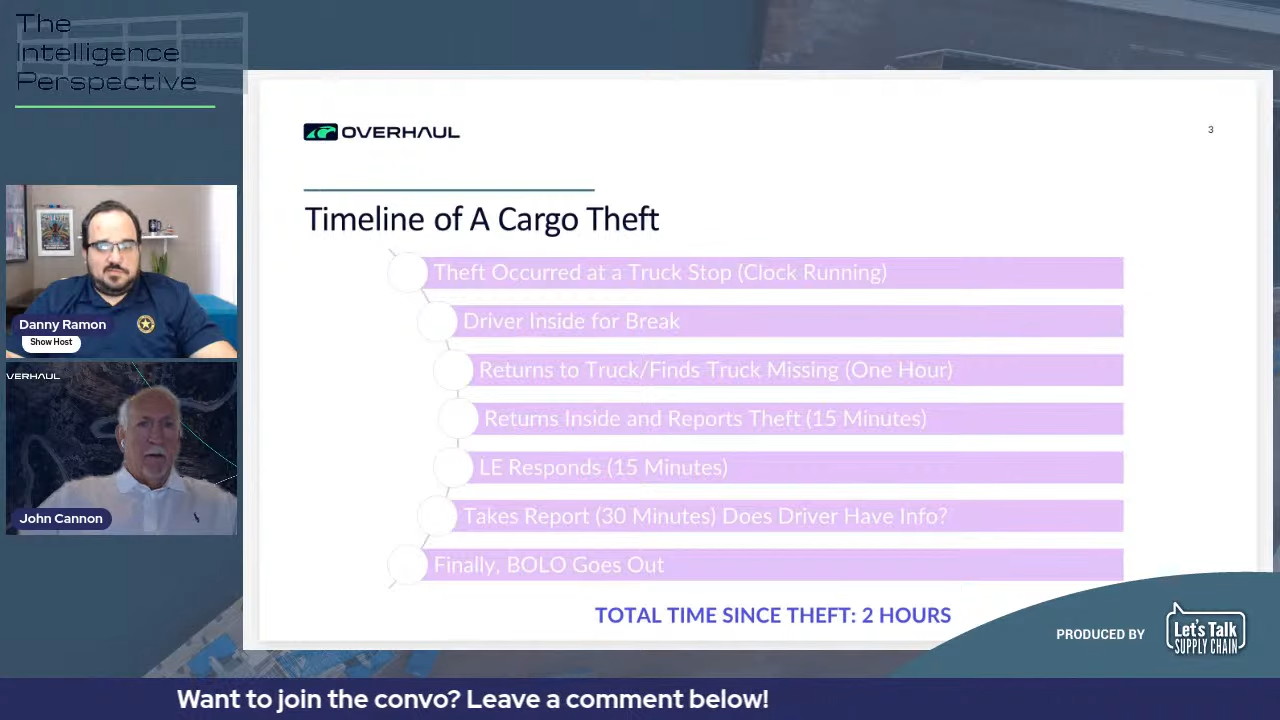 The
Intelligence
Perspective
OVERHAUL
3
Timeline of A Cargo Theft
Theft Occurred at a Truck Stop (Clock Running)
Driver Inside for Break
Returns to Truck/Finds Truck Missing (One Hour)
Returns Inside and Reports Theft (15 Minutes)
LE Responds (15 Minutes)
Takes Report (30 Minutes) Does Driver Have Info?
Finally, BOLO Goes Out
TOTAL TIME SINCE THEFT: 2 HOURS
Danny Ramon
Show Host
VERHAUL
John Cannon
PRODUCED BY
Let's Talk
SUPPLY CHAIN
Want to join the convo? Leave a comment below!